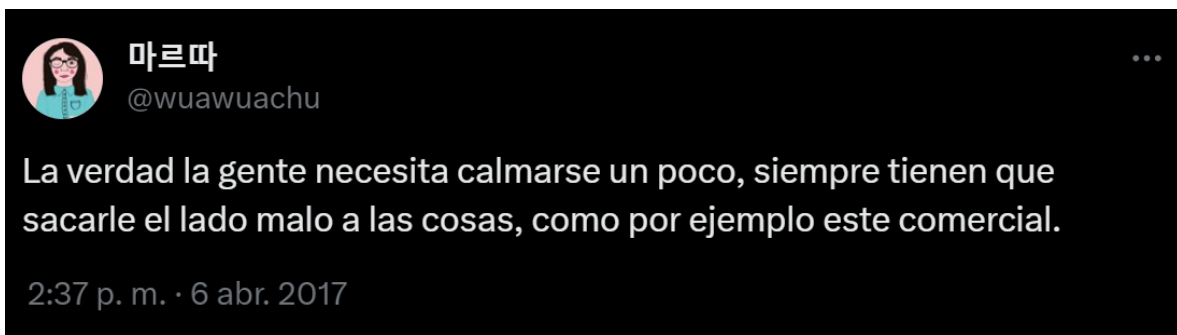 마르따
@wuawuachu
La verdad la gente necesita calmarse un poco, siempre tienen que
sacarle el lado malo a las cosas, como por ejemplo este comercial.
2:37 p. m. · 6 abr. 2017